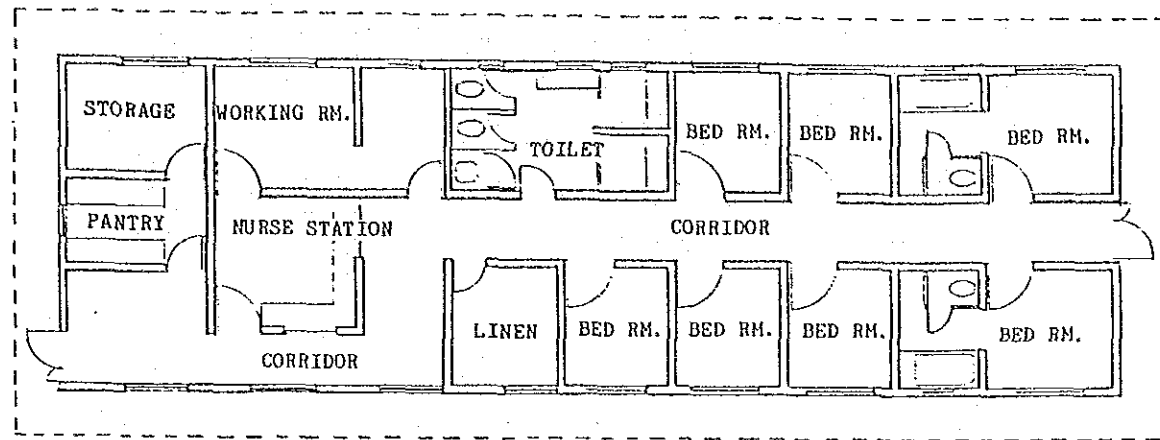 STORAGE
WORKING RM.
TOILET
BED RM.
BED RM.
BED RM.
PANTRY
NURSE STATION
CORRIDOR
LINEN
BED RM.
BED RM.
BED RM.
BED RM.
CORRIDOR